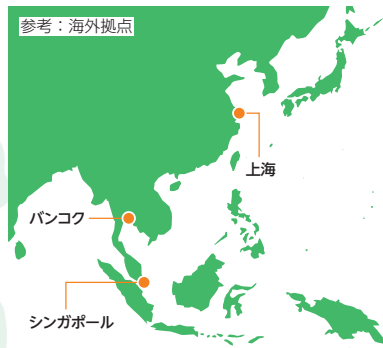 参考：海外拠点
上海
バンコク
シンガポール